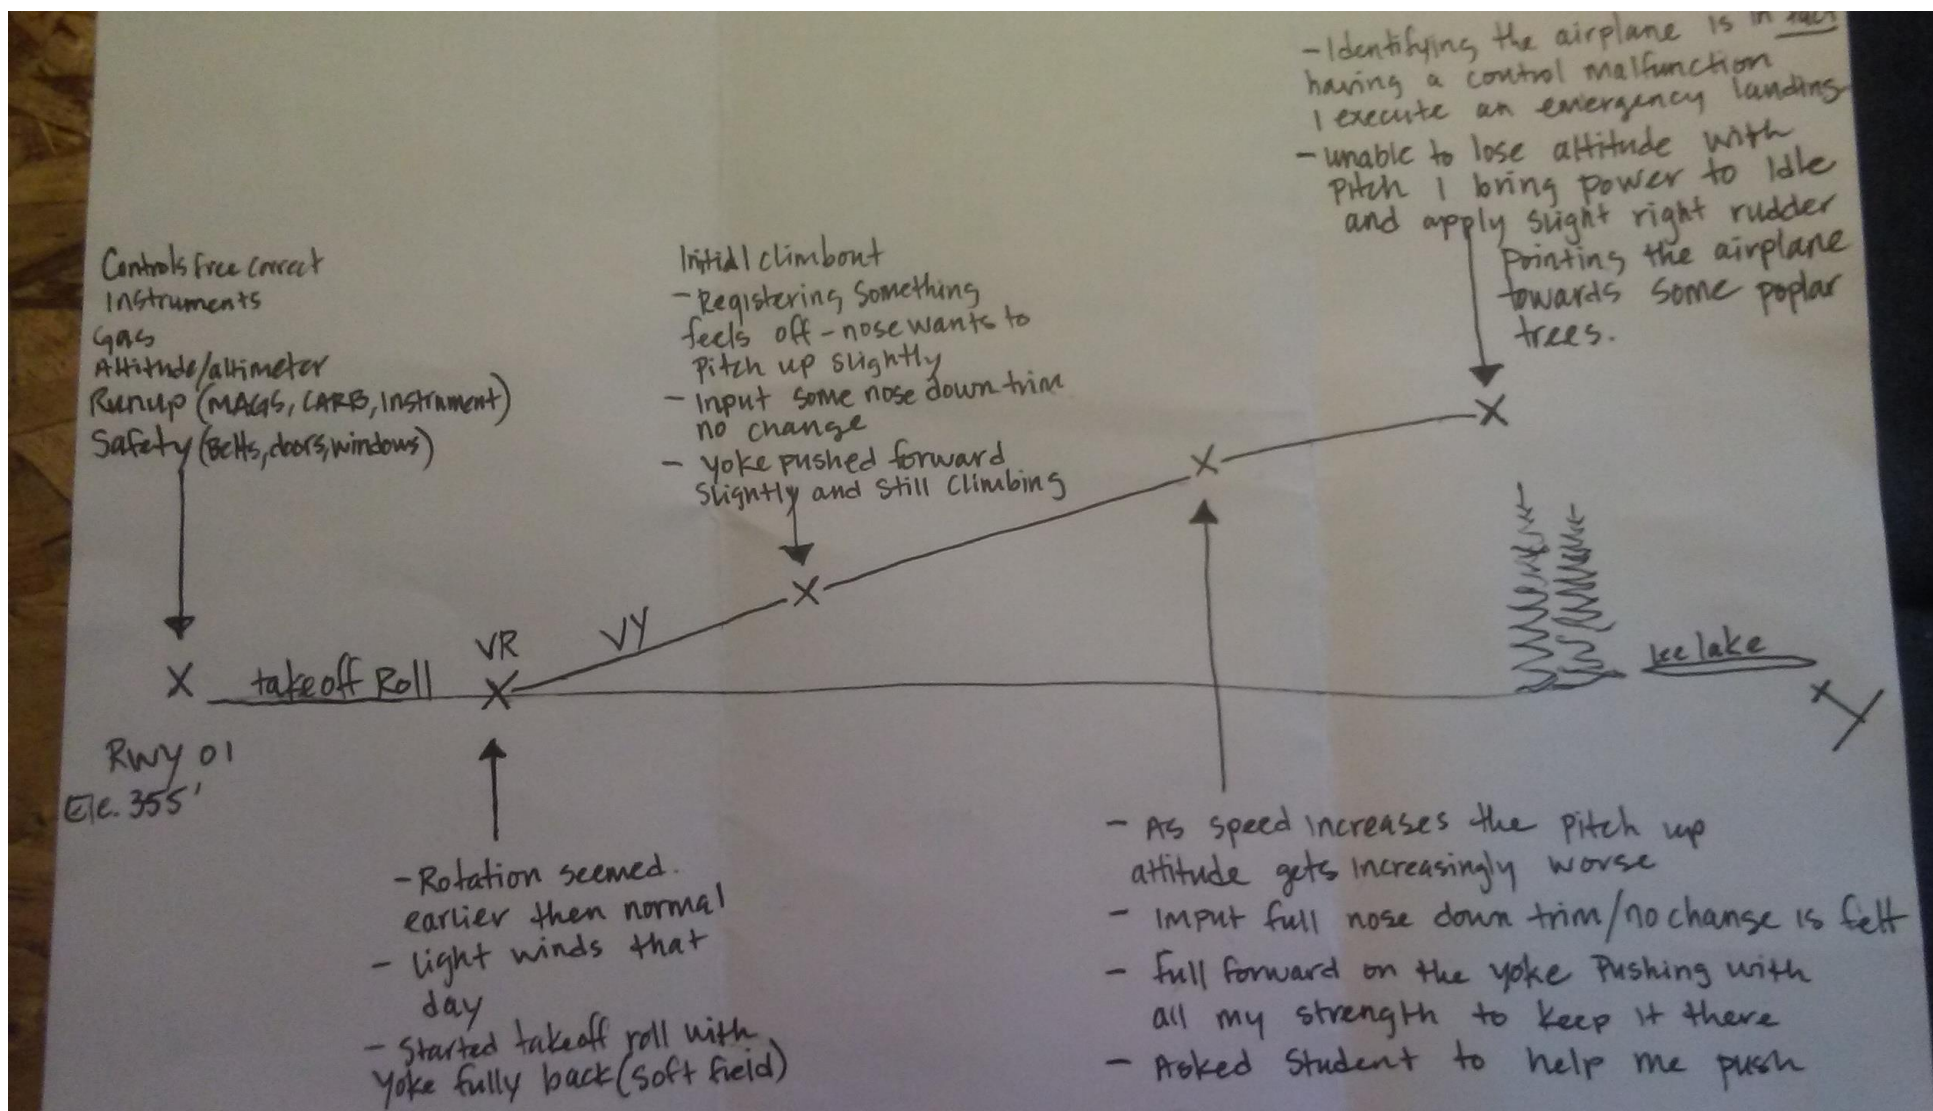 -Identifying the airplane is in fact
having a control malfunction
I execute an emergency landing
- unable to lose altitude with
pitch I bring power to Idle
and apply slight right rudder
pointing the airplane
towards some poplar
trees.
Controls free correct
Instruments
Gas
Attitude/altimeter
Runup (MAGS, CARB, Instrument)
Safety (Belts, doors, windows)
Initial climbout
- Registering something
feels off - nose wants to
pitch up slightly
- Input some nose down trim
no change
- yoke pushed forward
slightly and still climbing
X
X
X
VY
VR
X
takeoff Roll
X
Ice lake
RWY 01
Ele. 355'
- Rotation seemed.
earlier then normal
- light winds that
day
- Started takeoff roll with
yoke fully back (soft field)
- As speed increases the pitch up
attitude gets increasingly worse
- Imput full nose down trim/no change is felt
- full forward on the yoke Pushing with
all my strength to keep it there
- Asked Student to help me push